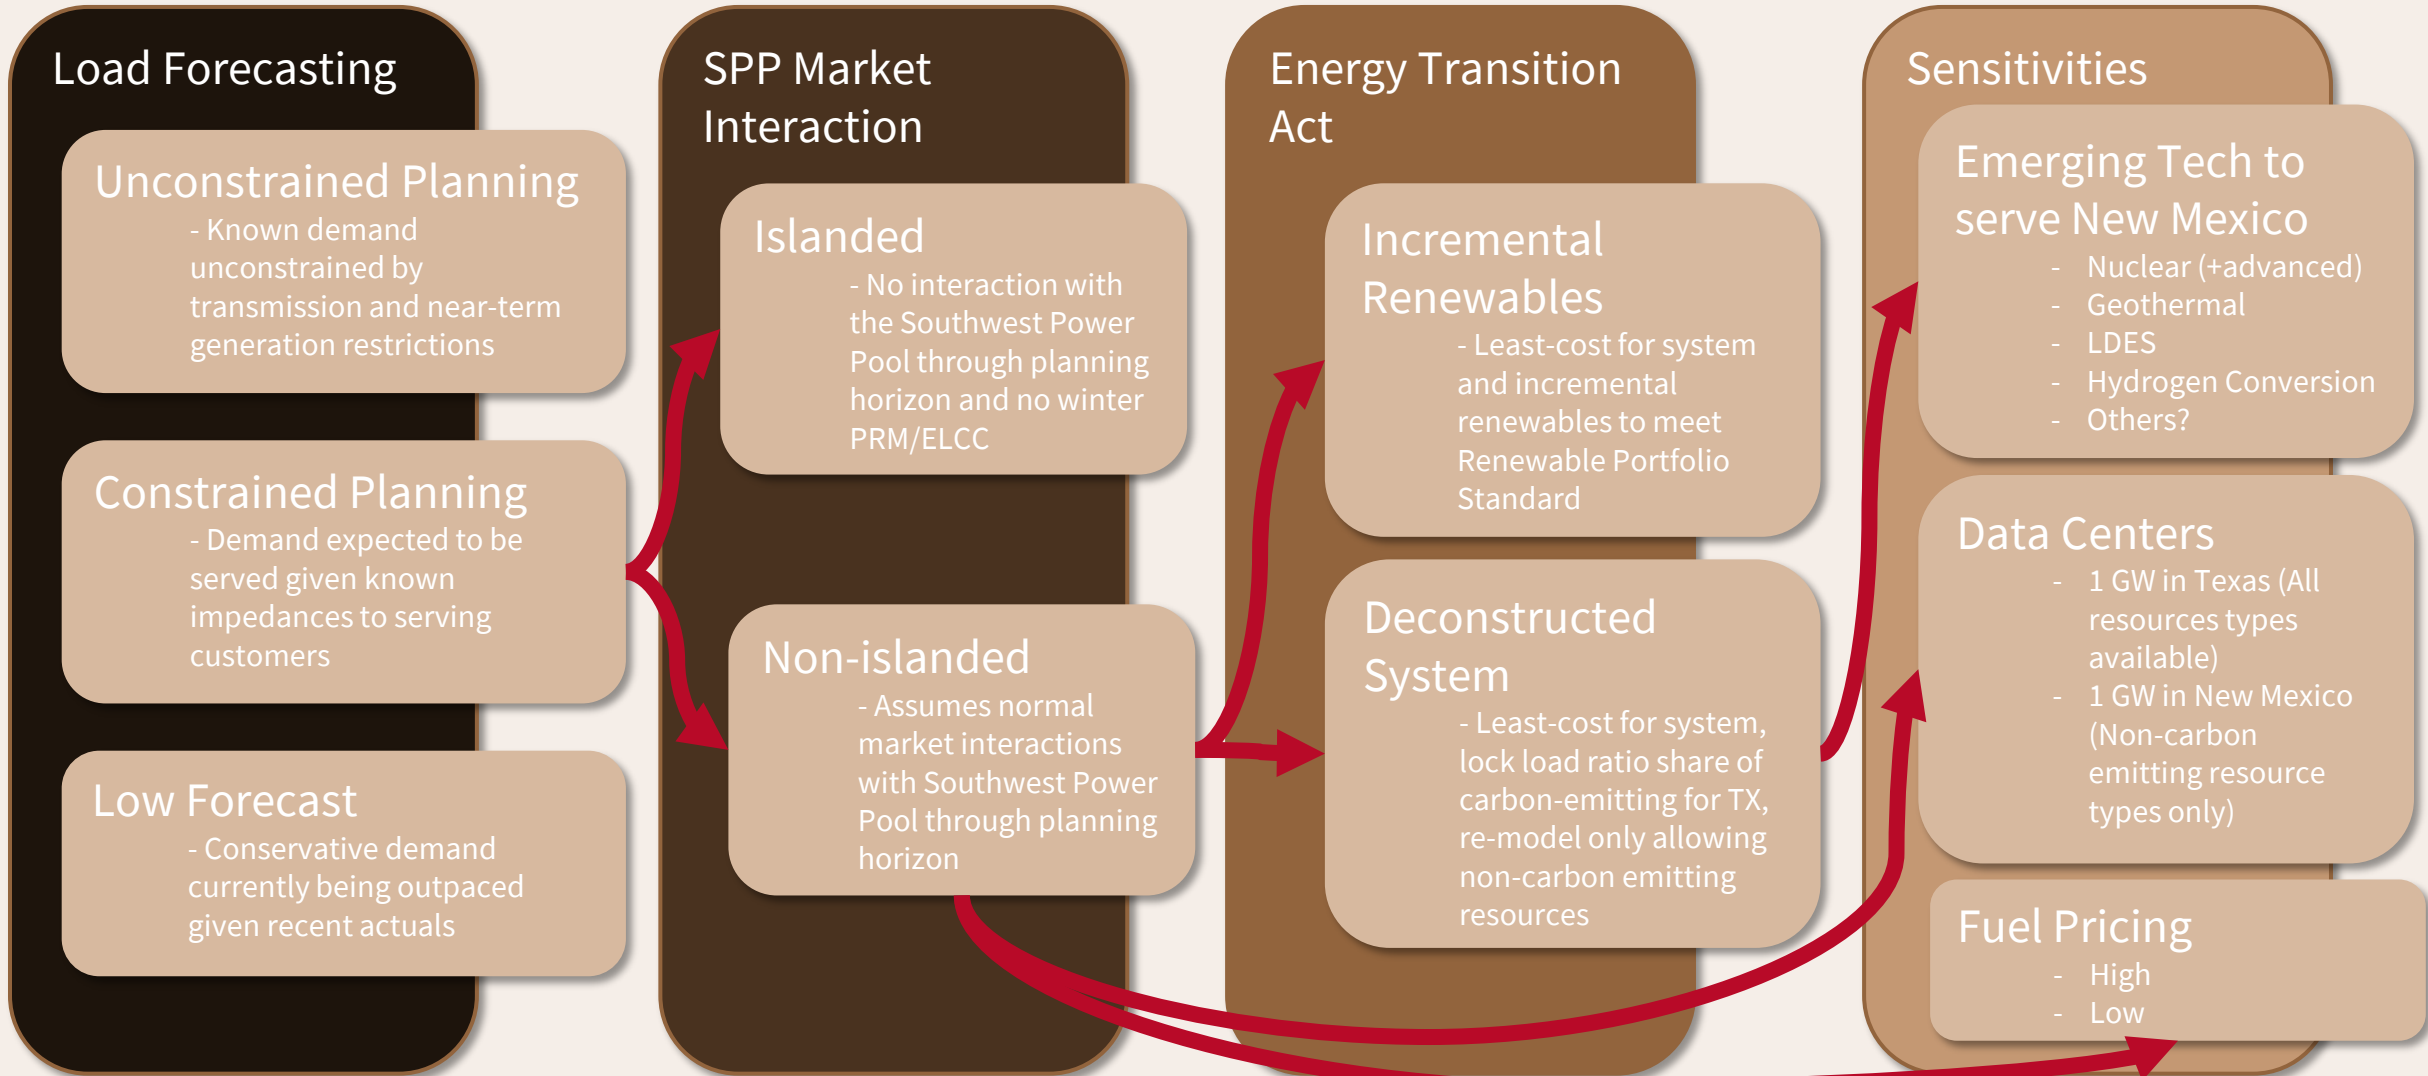 Load Forecasting
Unconstrained Planning
- Known demand
unconstrained by
transmission and near-term
generation restrictions
Constrained Planning
- Demand expected to be
served given known
impedances to serving
customers
Low Forecast
- Conservative demand
currently being outpaced
given recent actuals
SPP Market
Interaction
Islanded
- No interaction with
the Southwest Power
Pool through planning
horizon and no winter
PRM/ELCC
Non-islanded
- Assumes normal
market interactions
with Southwest Power
Pool through planning
horizon
Energy Transition
Act
Incremental
Renewables
- Least-cost for system
and incremental
renewables to meet
Renewable Portfolio
Standard
Deconstructed
System
- Least-cost for system,
lock load ratio share of
carbon-emitting for TX,
re-model only allowing
non-carbon emitting
resources
Sensitivities
Emerging Tech to
serve New Mexico
- Nuclear (+advanced)
- Geothermal
- LDES
- Hydrogen Conversion
- Others?
Data Centers
- 1 GW in Texas (All
resources types
available)
- 1 GW in New Mexico
(Non-carbon
emitting resource
types only)
Fuel Pricing
- High
- Low